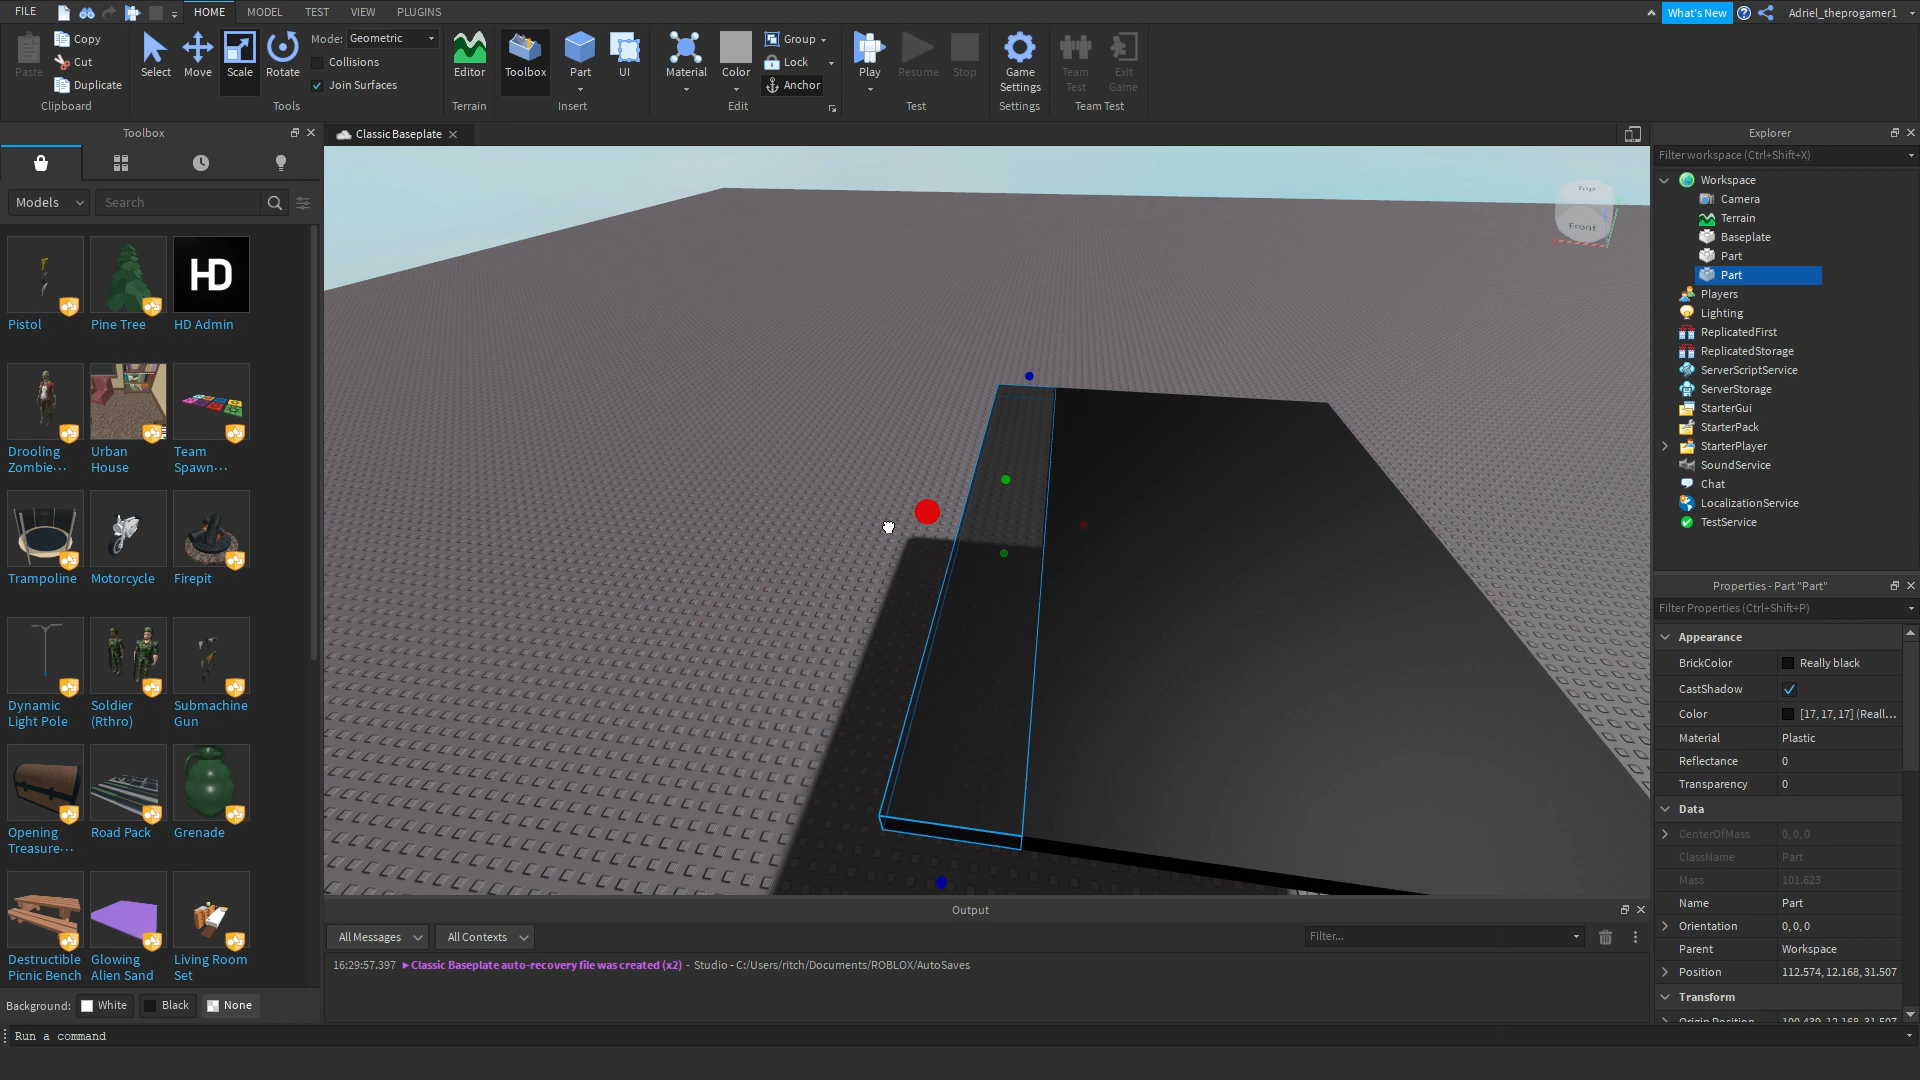 FILE
HOME
MODEL
TEST
VIEW
PLUGINS
What's New
Adriel_theprogamer1
Paste
Copy
Cut
Duplicate
Clipboard
Select
Move
Scale
Rotate
Mode: Geometric
Collisions
Join Surfaces
Tools
Editor
Terrain
Toolbox
Part
UI
Insert
Material
Color
Group
Lock
Anchor
Edit
Play
Resume
Stop
Test
Game
Settings
Settings
Team
Test
Exit
Game
Team Test
Toolbox
Models
Search
Pistol
Pine Tree
HD
HD Admin
Drooling
Zombie...
Urban
House
Team
Spawn...
Trampoline
Motorcycle
Firepit
Dynamic
Light Pole
Soldier
(Rthro)
Submachine
Gun
Opening
Treasure...
Road Pack
Grenade
Destructible
Picnic Bench
Glowing
Alien Sand
Living Room
Set
Background:
White
Black
None
Run a command
Classic Baseplate
Top
Front
Output
All Messages
All Contexts
Filter...
16:29:57.397 Classic Baseplate auto-recovery file was created (x2) - Studio - C:/Users/ritch/Documents/ROBLOX/AutoSaves
Explorer
Filter workspace (Ctrl+Shift+X)
Workspace
Camera
Terrain
Baseplate
Part
Part
Players
Lighting
ReplicatedFirst
ReplicatedStorage
ServerScriptService
ServerStorage
StarterGui
StarterPack
StarterPlayer
SoundService
Chat
LocalizationService
TestService
Properties - Part "Part"
Filter Properties (Ctrl+Shift+P)
Appearance
BrickColor Really black
CastShadow
Color [17, 17, 17] (Reall...
Material Plastic
Reflectance 0
Transparency 0
Data
CenterOfMass 0, 0, 0
ClassName Part
Mass 101.623
Name Part
Orientation 0, 0, 0
Parent Workspace
Position 112.574, 12.168, 31.507
Transform
Origin Position 100.439, 12.168, 31.507